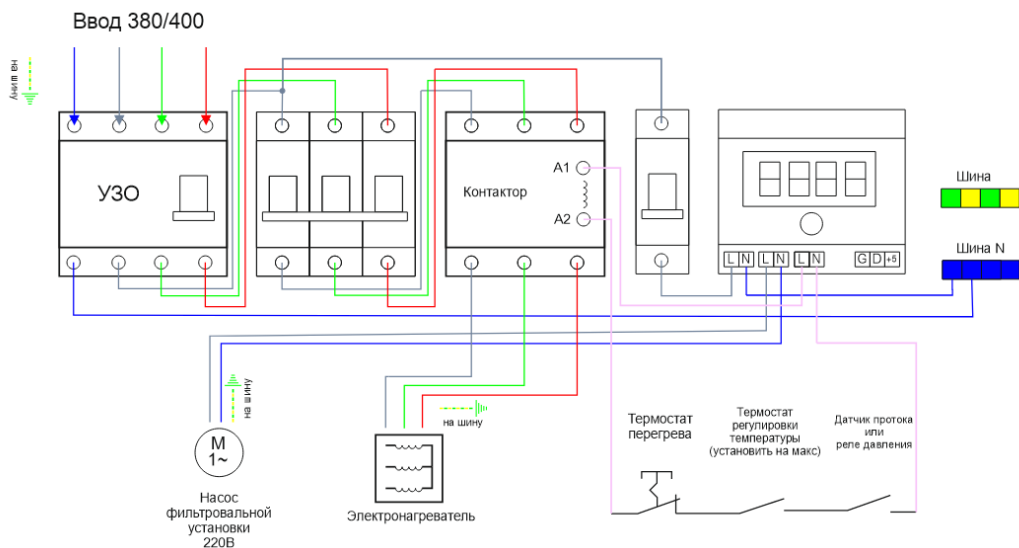 Ввод 380/400
на шину
УЗО
Контактор
A1
A2
L N L N L N G D +5
Шина
Шина N
на шину
на шину
M
1~
Насос
фильтровальной
установки
220В
Электронагреватель
Термостат
перегрева
Термостат
регулировки
температуры
(установить на макс)
Датчик протока
или
реле давления